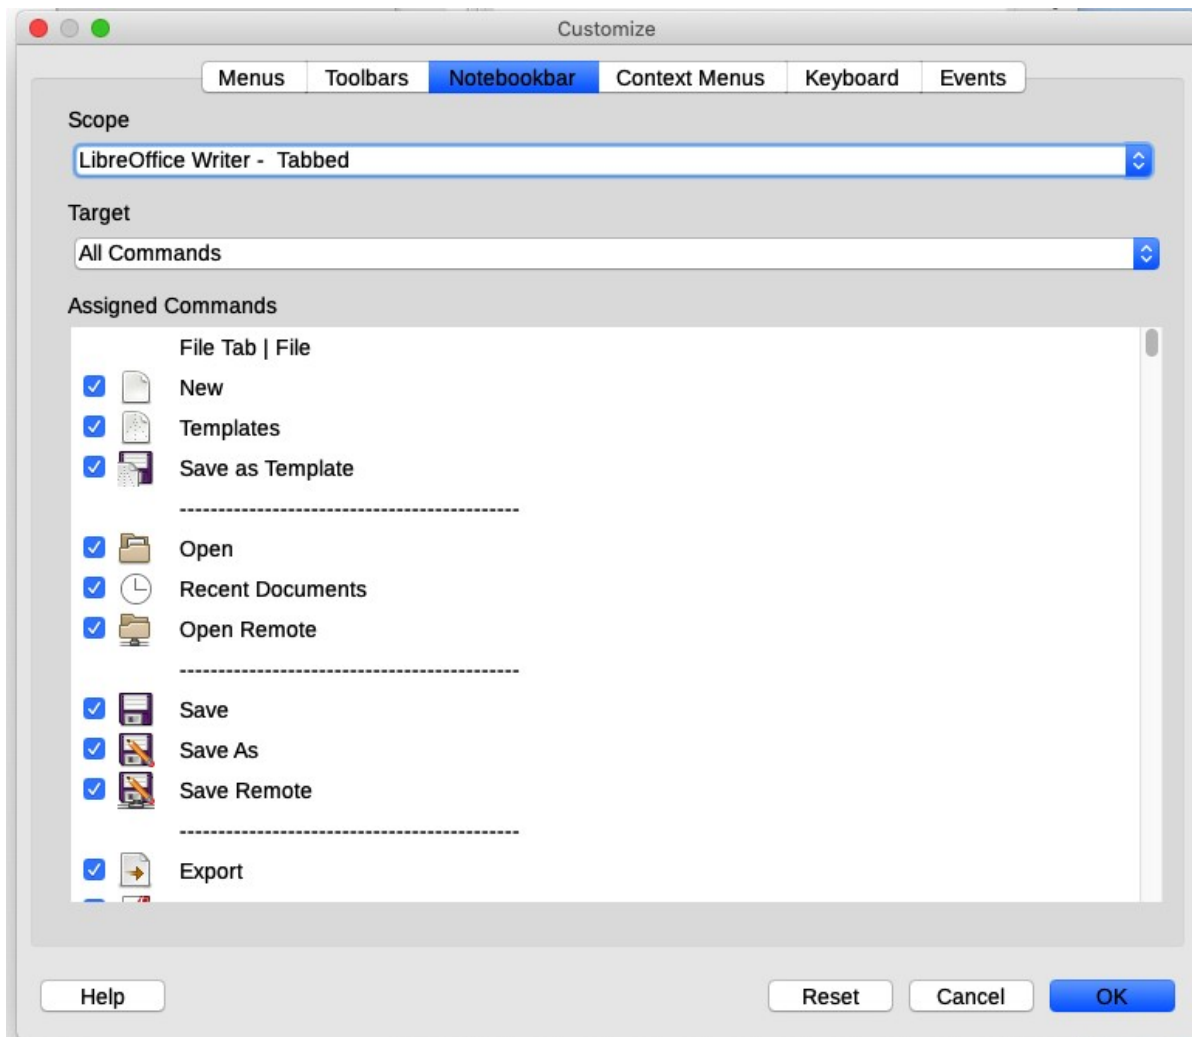 Customize
Menus Toolbars Notebookbar Context Menus Keyboard Events
Scope
LibreOffice Writer -  Tabbed
Target
All Commands
Assigned Commands
File Tab | File
New
Templates
Save as Template
------------------------------------------
Open
Recent Documents
Open Remote
------------------------------------------
Save
Save As
Save Remote
------------------------------------------
Export
Help Reset Cancel OK